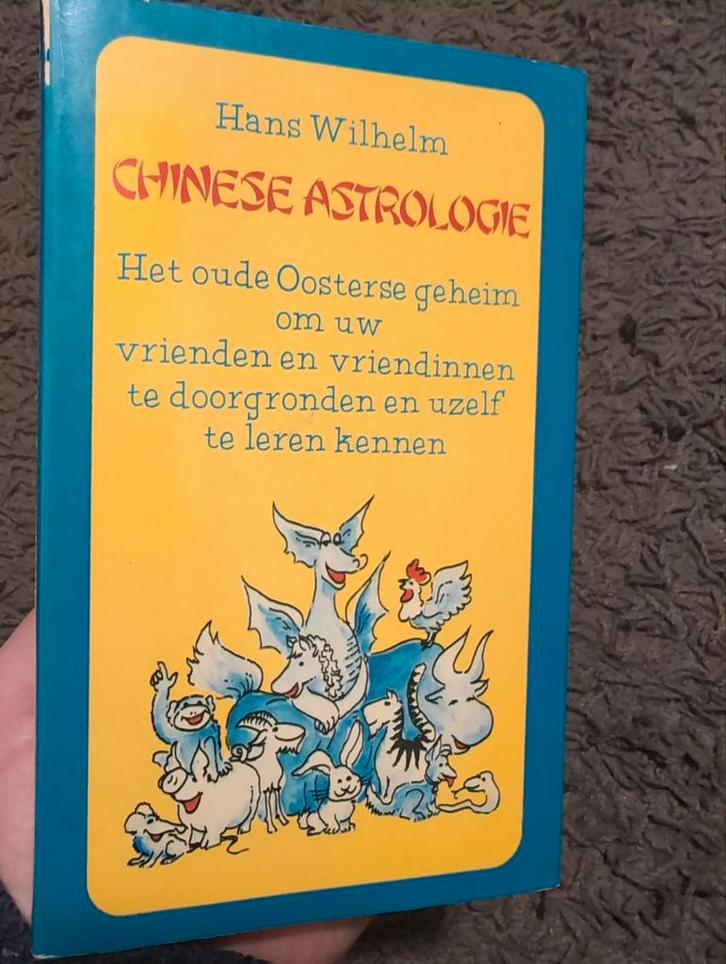 Hans Wilhelm
CHINESE ASTROLOGIE
Het oude Oosterse geheim
om uw
vrienden en vriendinnen
te doorgronden en uzelf
te leren kennen